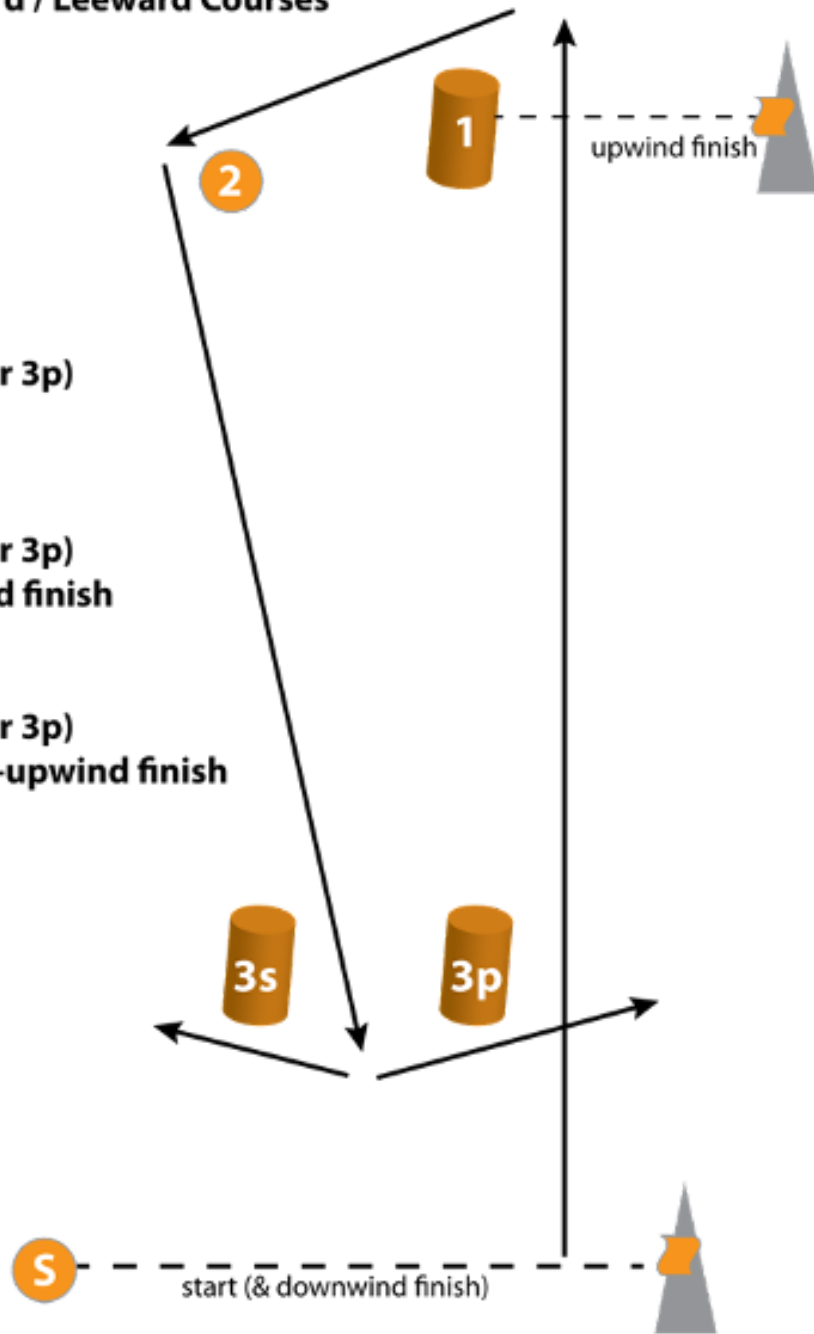 / Leeward Courses
1
upwind finish
2
r 3p)
r 3p)
d finish
r 3p)
-upwind finish
3s
3p
S
start (& downwind finish)